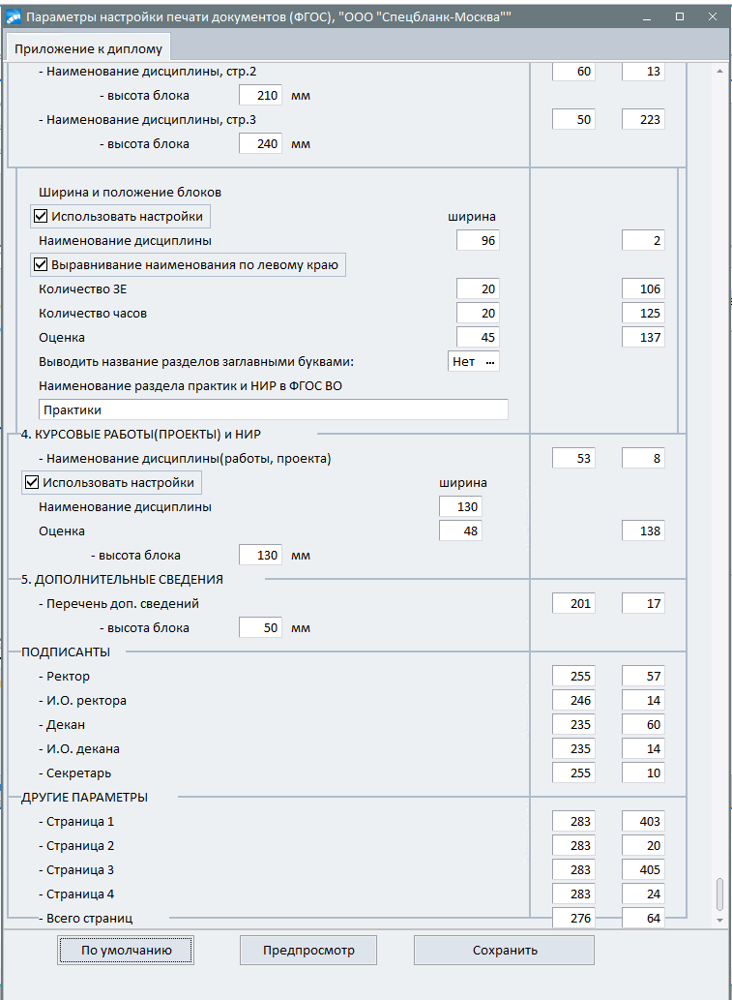 Параметры настройки печати документов (ФГОС), "ООО "Спецбланк-Москва""
Приложение к диплому
- Наименование дисциплины, стр.2 60 13
- высота блока 210 мм
- Наименование дисциплины, стр.3 50 223
- высота блока 240 мм
Ширина и положение блоков
Использовать настройки ширина
Наименование дисциплины 96 2
Выравнивание наименования по левому краю
Количество ЗЕ 20 106
Количество часов 20 125
Оценка 45 137
Выводить название разделов заглавными буквами: Нет ...
Наименование раздела практик и НИР в ФГОС ВО
Практики
4. КУРСОВЫЕ РАБОТЫ(ПРОЕКТЫ) и НИР
- Наименование дисциплины(работы, проекта) 53 8
Использовать настройки ширина
Наименование дисциплины 130
Оценка 48 138
- высота блока 130 мм
5. ДОПОЛНИТЕЛЬНЫЕ СВЕДЕНИЯ
- Перечень доп. сведений 201 17
- высота блока 50 мм
ПОДПИСАНТЫ
- Ректор 255 57
- И.О. ректора 246 14
- Декан 235 60
- И.О. декана 235 14
- Секретарь 255 10
ДРУГИЕ ПАРАМЕТРЫ
- Страница 1 283 403
- Страница 2 283 20
- Страница 3 283 405
- Страница 4 283 24
- Всего страниц 276 64
По умолчанию Предпросмотр Сохранить